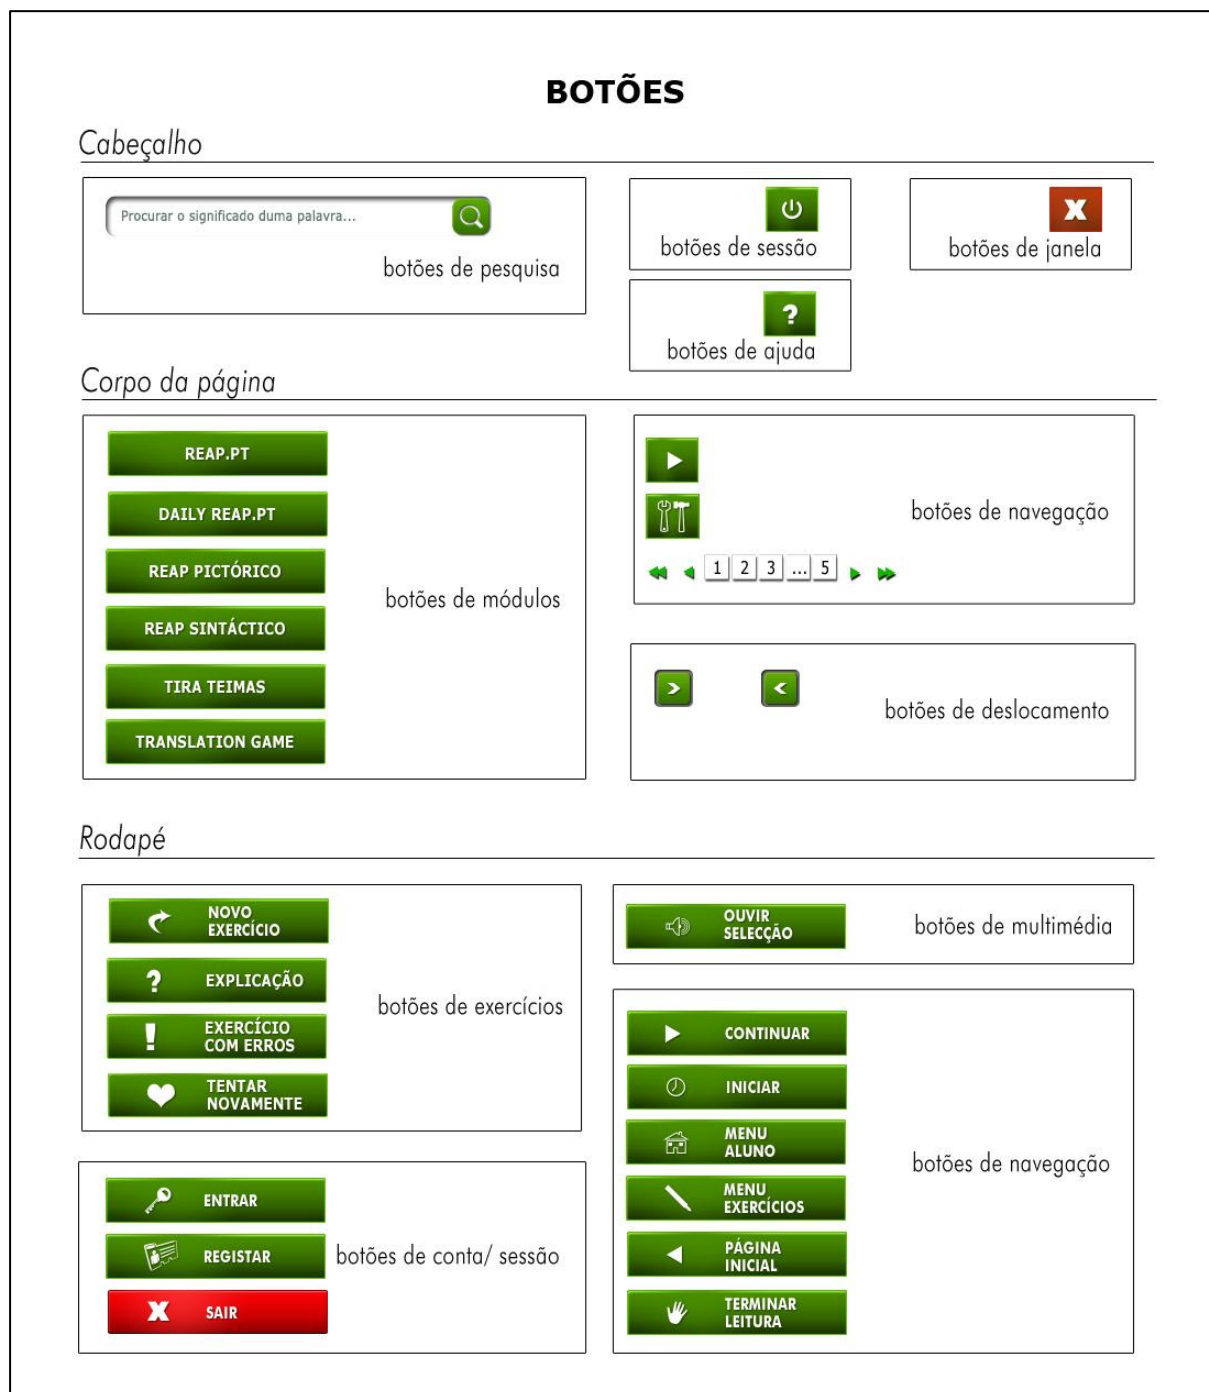 BOTÕES
Cabeçalho
Procurar o significado duma palavra...
botões de pesquisa
botões de sessão
botões de janela
?
botões de ajuda
Corpo da página
REAP.PT
DAILY REAP.PT
REAP PICTÓRICO
REAP SINTÁCTICO
TIRA TEIMAS
TRANSLATION GAME
botões de módulos
botões de navegação
1 2 3 ... 5
botões de deslocamento
Rodapé
NOVO
EXERCÍCIO
? EXPLICAÇÃO
! EXERCÍCIO
COM ERROS
TENTAR
NOVAMENTE
botões de exercícios
OUVIR
SELECÇÃO
botões de multimédia
ENTRAR
REGISTAR
X SAIR
botões de conta/ sessão
CONTINUAR
INICIAR
MENU
ALUNO
MENU
EXERCÍCIOS
PÁGINA
INICIAL
TERMINAR
LEITURA
botões de navegação